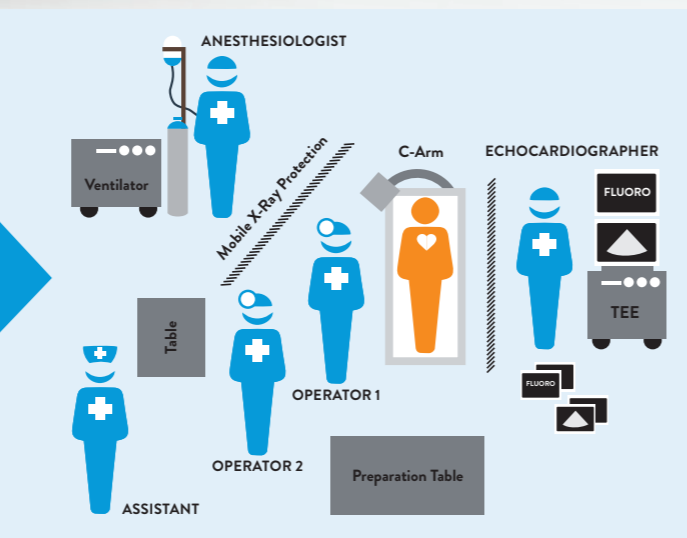 ANESTHESIOLOGIST
Ventilator
Mobile X-Ray Protection
C-Arm
ECHOCARDIOGRAPHER
FLUORO
TEE
Table
OPERATOR 1
FLUORO
OPERATOR 2
Preparation Table
ASSISTANT